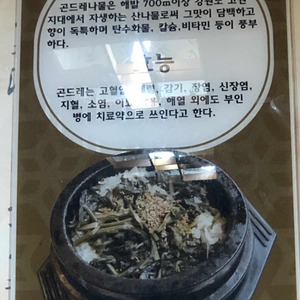 곤드레나물은 해발 700m이상 강원도 고원
지대에서 자생하는 산나물로써 그맛이 담백하고
향이 독특하며 탄수화물, 칼슘,비타민 등이 풍부
하다.
효능
곤드레는 고혈압, 감기, 장염, 신장염,
지혈, 소염, 이뇨, 해열 외에도 부인
병에 치료약으로 쓰인다고 한다.